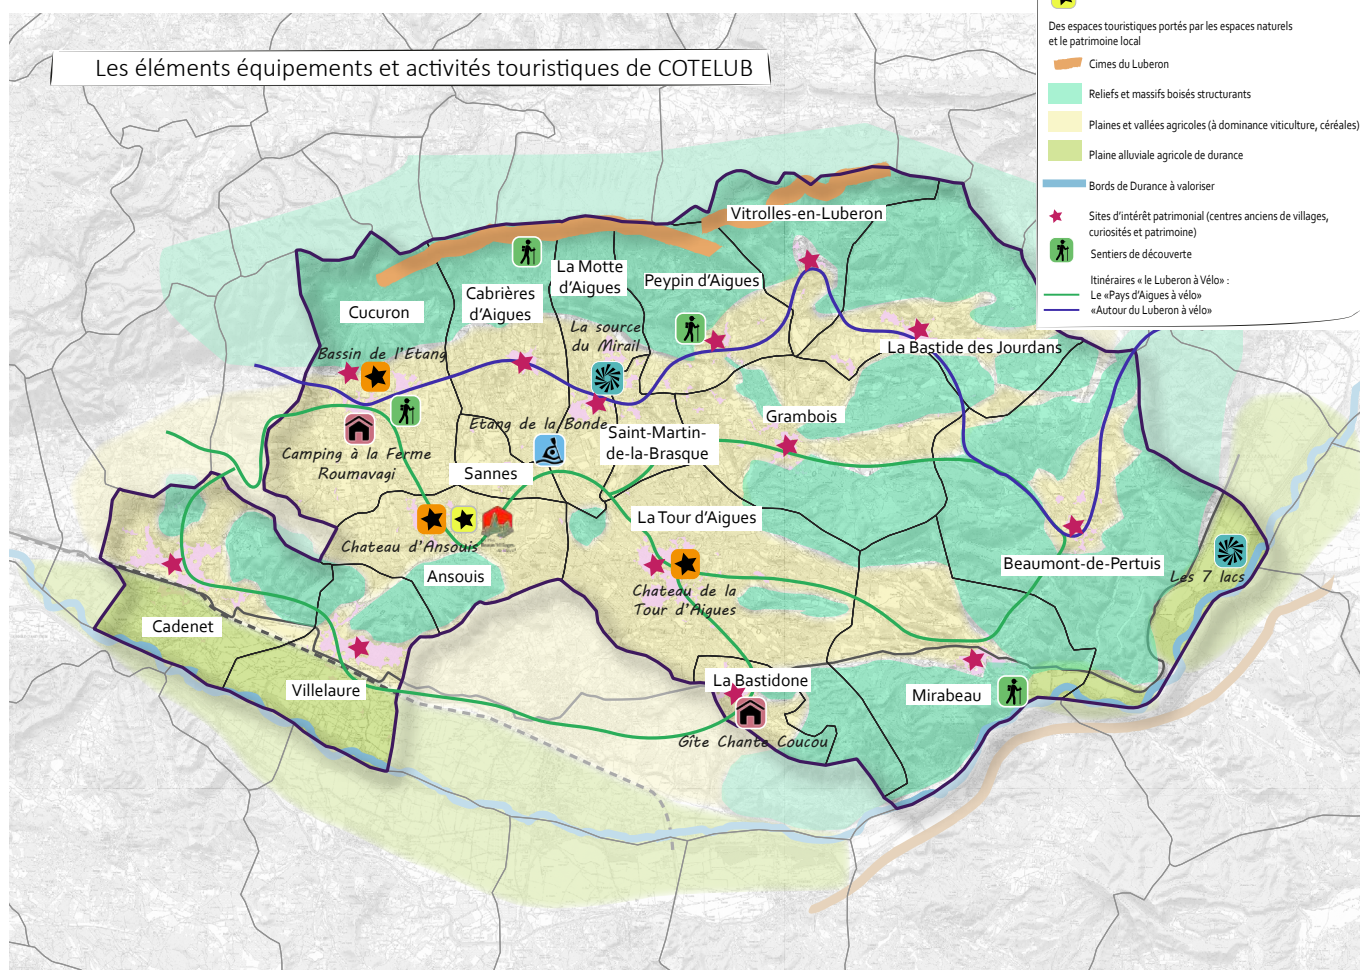 Les éléments équipements et activités touristiques de COTELUB
Des espaces touristiques portés par les espaces naturels
et le patrimoine local
Cimes du Luberon
Reliefs et massifs boisés structurants
Plaines et vallées agricoles (à dominance viticulture, céréales)
Plaine alluviale agricole de durance
Bords de Durance à valoriser
Sites d'intérêt patrimonial (centres anciens de villages,
curiosités et patrimoine)
Sentiers de découverte
Itinéraires « le Luberon à Vélo» :
Le «Pays d'Aigues à vélo»
«Autour du Luberon à vélo»
Vitrolles-en-Luberon
La Motte
d'Aigues
Peypin d'Aigues
Cabrières
d'Aigues
Cucuron
La source
du Mirail
Bassin de l'Etang
La Bastide des Jourdans
Grambois
Etang de la Bonde
Saint-Martin-
de-la-Brasque
Camping à la Ferme
Roumavagi
Sannes
La Tour d'Aigues
Chateau d'Ansouis
Ansouis
Beaumont-de-Pertuis
Les 7 lacs
Chateau de la
Tour d'Aigues
Cadenet
Villelaure
La Bastidone
Mirabeau
Gîte Chante Coucou